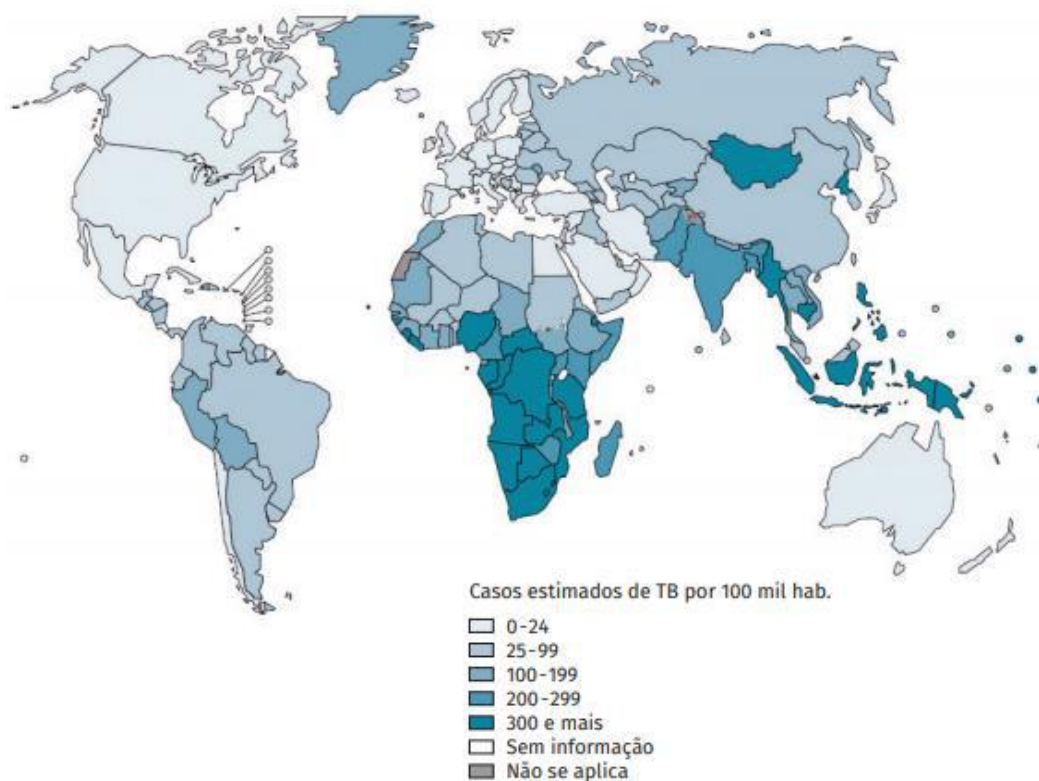 Casos estimados de TB por 100 mil hab.
0-24
25-99
100-199
200-299
300 e mais
Sem informação
Não se aplica